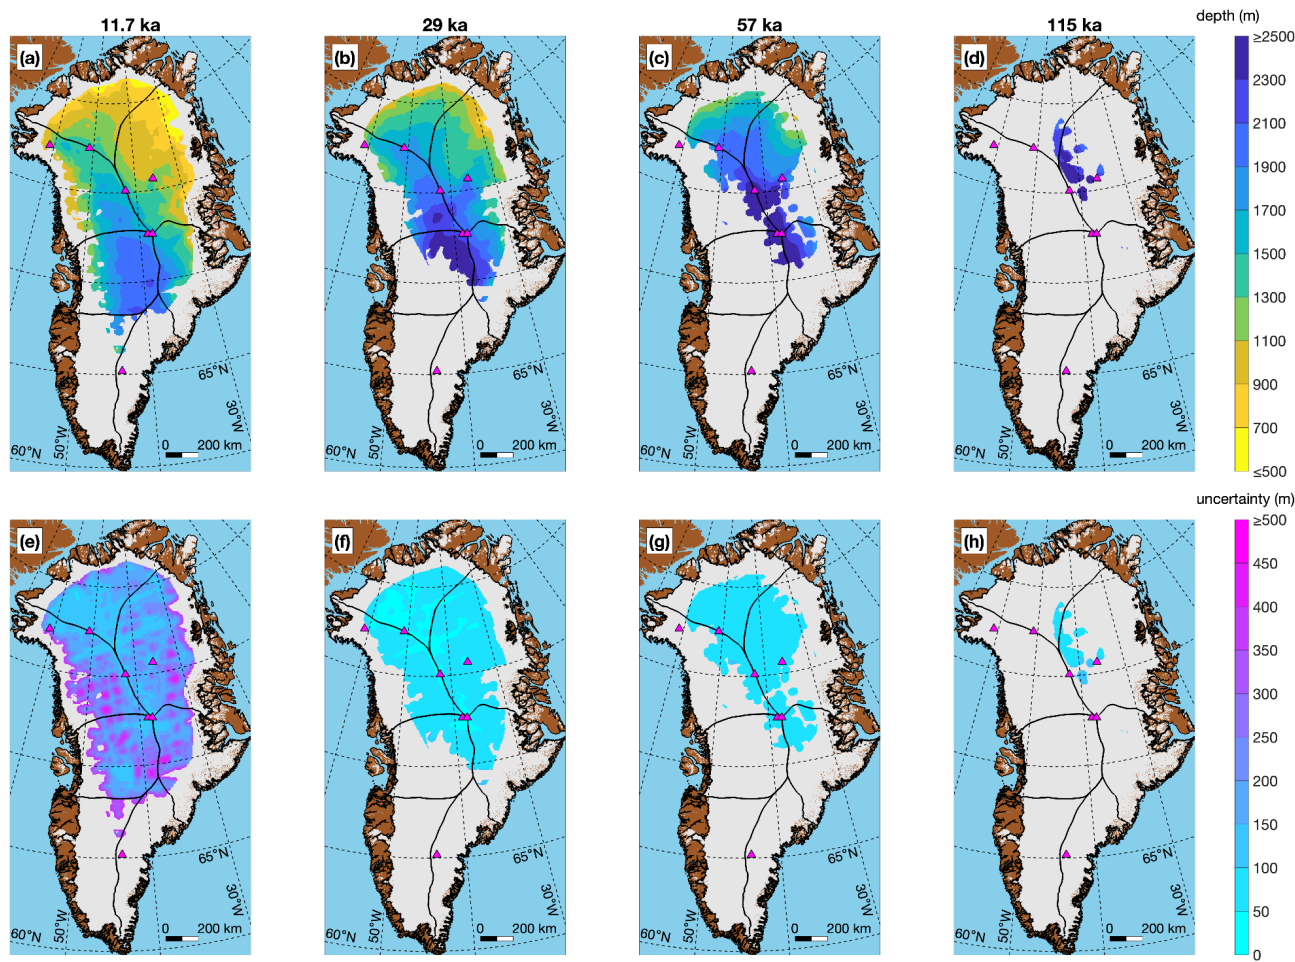 11.7 ka
29 ka
57 ka
115 ka
depth (m)
(a)
(b)
(c)
(d)
≥2500
2300
2100
1900
1700
1500
1300
1100
900
700
≤500
65°N
65°N
65°N
65°N
30°W
30°W
30°W
30°W
60°N
50°W
0
200 km
60°N
50°W
0
200 km
60°N
50°W
0
200 km
60°N
50°W
0
200 km
uncertainty (m)
(e)
(f)
(g)
(h)
≥500
450
400
350
300
250
200
150
100
50
0
65°N
65°N
65°N
65°N
30°W
30°W
30°W
30°W
60°N
50°W
0
200 km
60°N
50°W
0
200 km
60°N
50°W
0
200 km
60°N
50°W
0
200 km